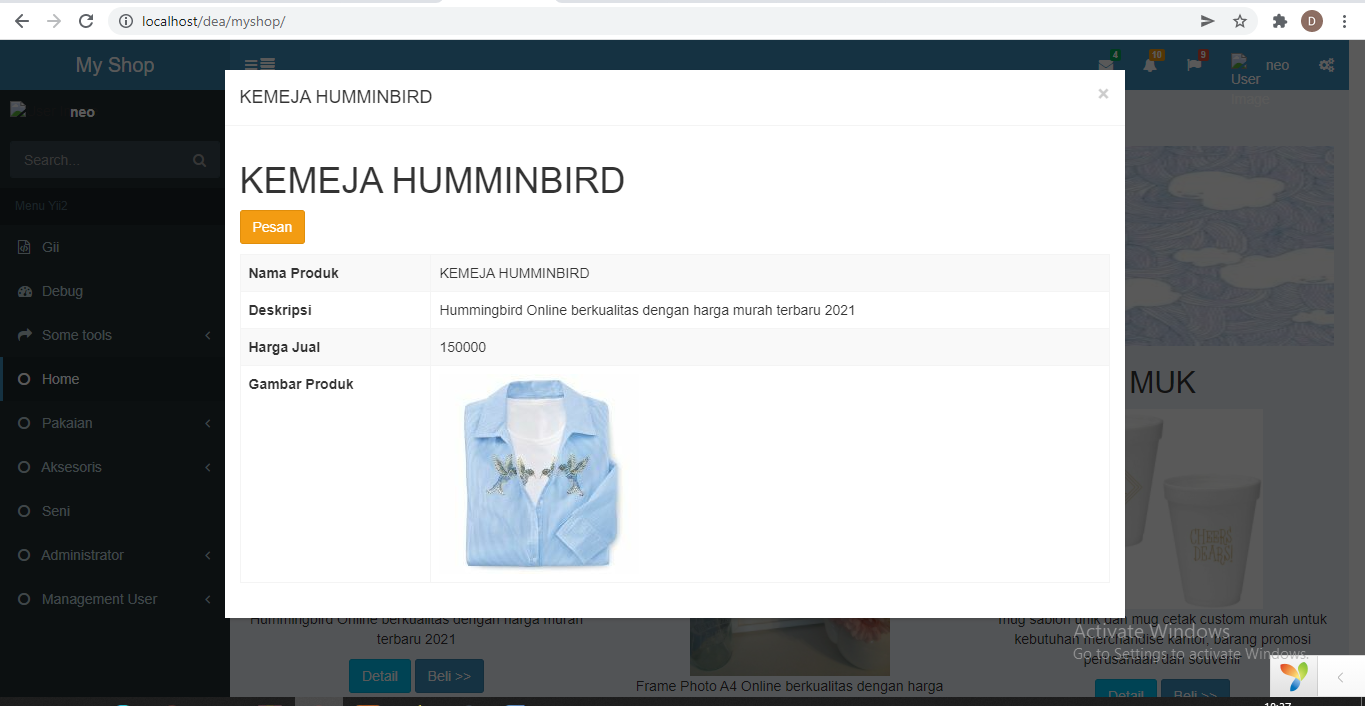 localhost/dea/myshop/
D
My Shop
4
10
9
User
neo
Image
neo
Search...
Menu Yii2
Gii
Debug
Some tools
Home
Pakaian
Aksesoris
Seni
Administrator
Management User
KEMEJA HUMMINBIRD
×
KEMEJA HUMMINBIRD
Pesan
Nama Produk KEMEJA HUMMINBIRD
Deskripsi Hummingbird Online berkualitas dengan harga murah terbaru 2021
Harga Jual 150000
Gambar Produk
MUK
CHEERS
DEARS!
Hummingbird Online berkualitas dengan harga murah
terbaru 2021
Detail Beli >>
Frame Photo A4 Online berkualitas dengan harga
mug sablon unik dan mug cetak custom murah untuk
kebutuhan merchandise kantor, barang promosi
perusahaan dan souvenir
Detail Beli >>
Activate Windows
Go to Settings to activate Windows.